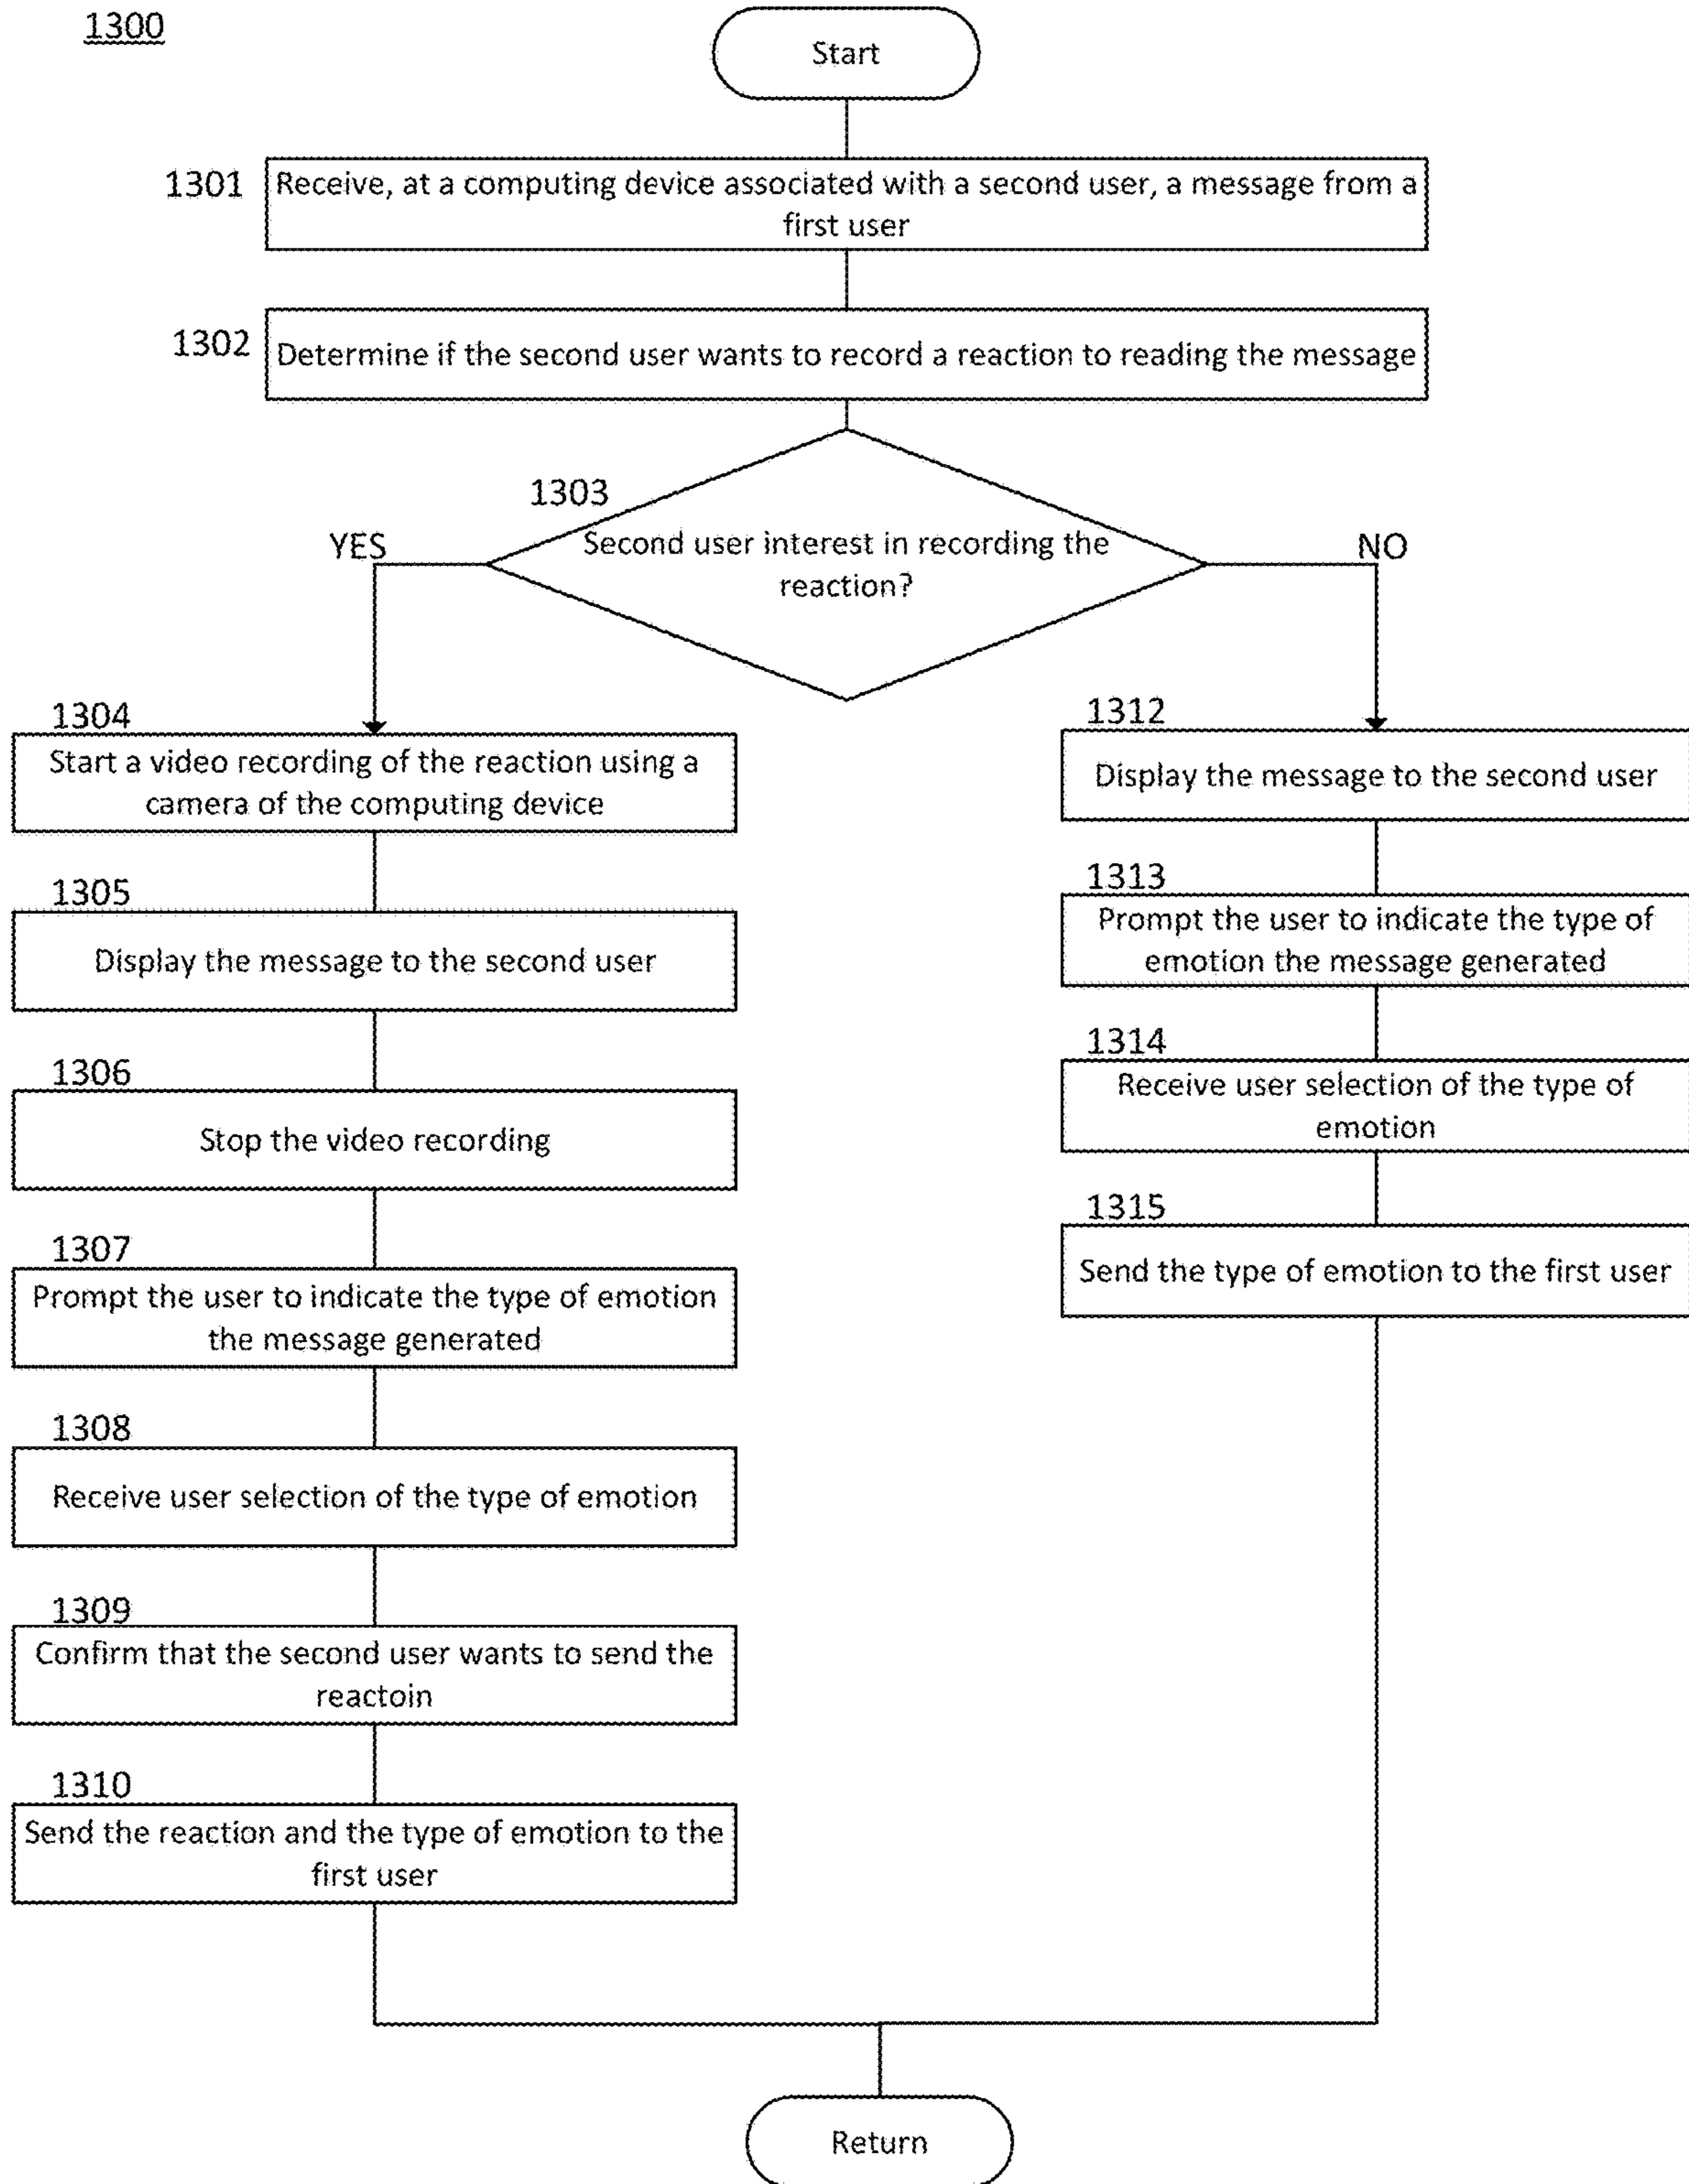 1300
Start
1301
Receive, at a computing device associated with a second user, a message from a
first user
1302
Determine if the second user wants to record a reaction to reading the message
1303
Second user interest in recording the
reaction?
YES
NO
1304
Start a video recording of the reaction using a
camera of the computing device
1305
Display the message to the second user
1306
Stop the video recording
1307
Prompt the user to indicate the type of emotion
the message generated
1308
Receive user selection of the type of emotion
1309
Confirm that the second user wants to send the
reactoin
1310
Send the reaction and the type of emotion to the
first user
1312
Display the message to the second user
1313
Prompt the user to indicate the type of
emotion the message generated
1314
Receive user selection of the type of
emotion
1315
Send the type of emotion to the first user
Return